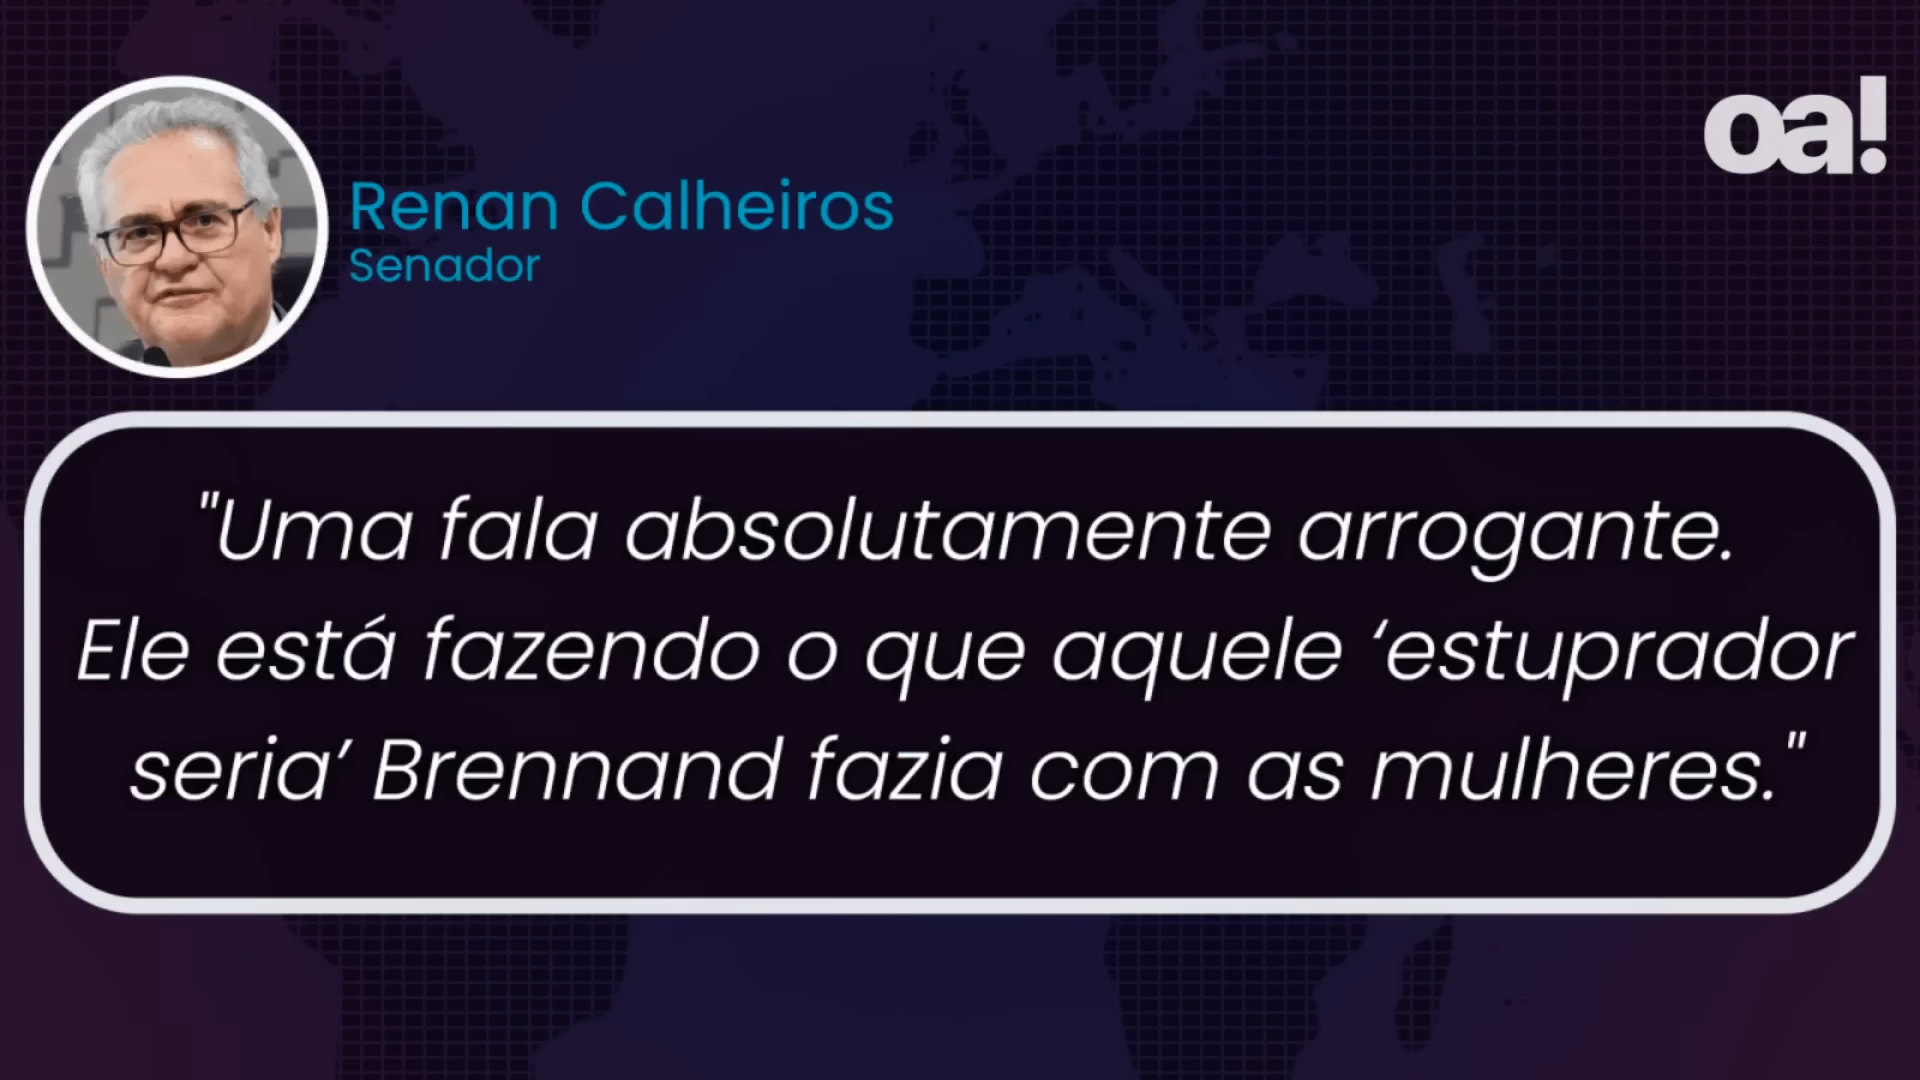 oa!
Renan Calheiros
Senador
"Uma fala absolutamente arrogante.
Ele está fazendo o que aquele ‘estuprador
seria’ Brennand fazia com as mulheres."